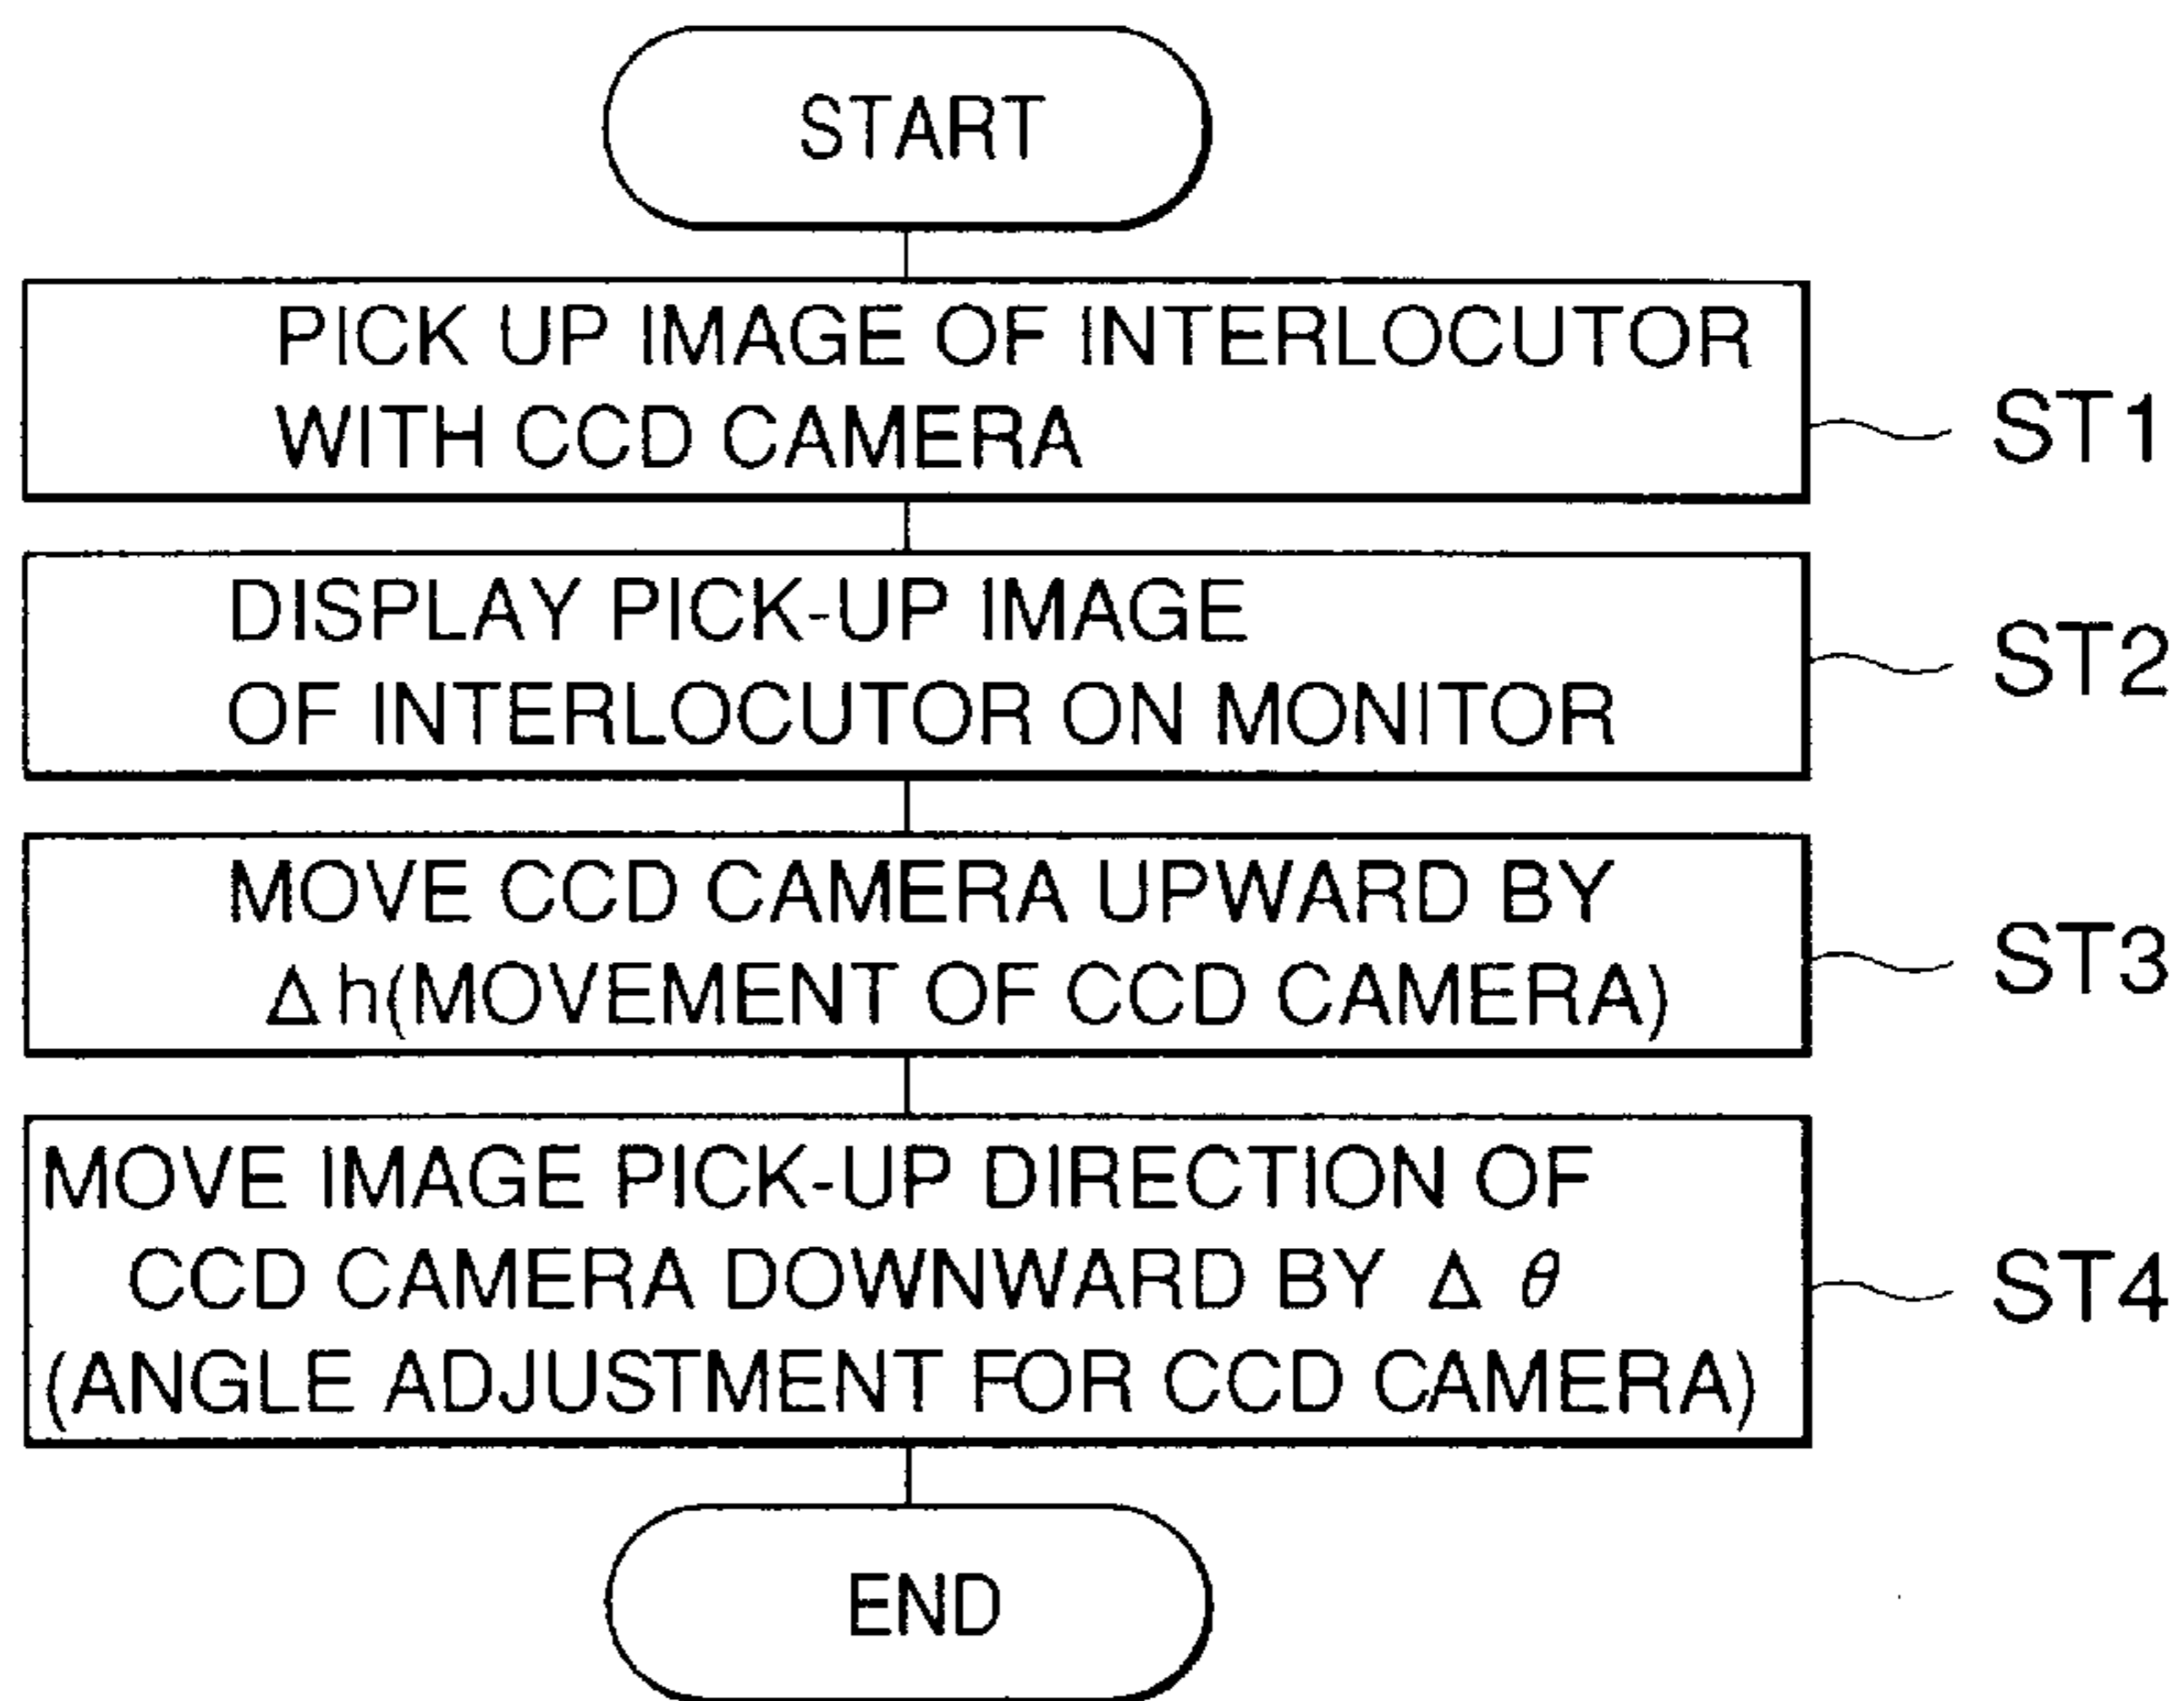 START
PICK UP IMAGE OF INTERLOCUTOR
WITH CCD CAMERA
ST1
DISPLAY PICK-UP IMAGE
OF INTERLOCUTOR ON MONITOR
ST2
MOVE CCD CAMERA UPWARD BY
Δh(MOVEMENT OF CCD CAMERA)
ST3
MOVE IMAGE PICK-UP DIRECTION OF
CCD CAMERA DOWNWARD BY Δ θ
(ANGLE ADJUSTMENT FOR CCD CAMERA)
ST4
END